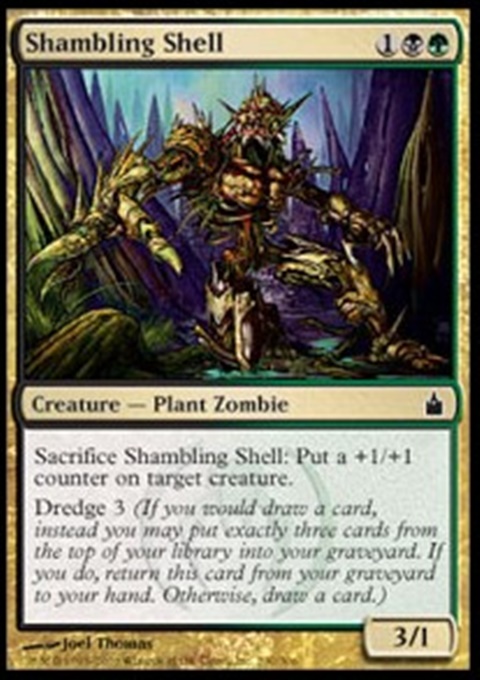 Shambling Shell 1
Creature — Plant Zombie
Sacrifice Shambling Shell: Put a +1/+1
counter on target creature.
Dredge 3 (If you would draw a card,
instead you may put exactly three cards from
the top of your library into your graveyard. If
you do, return this card from your graveyard
to your hand. Otherwise, draw a card.)
Joel Thomas
3/1